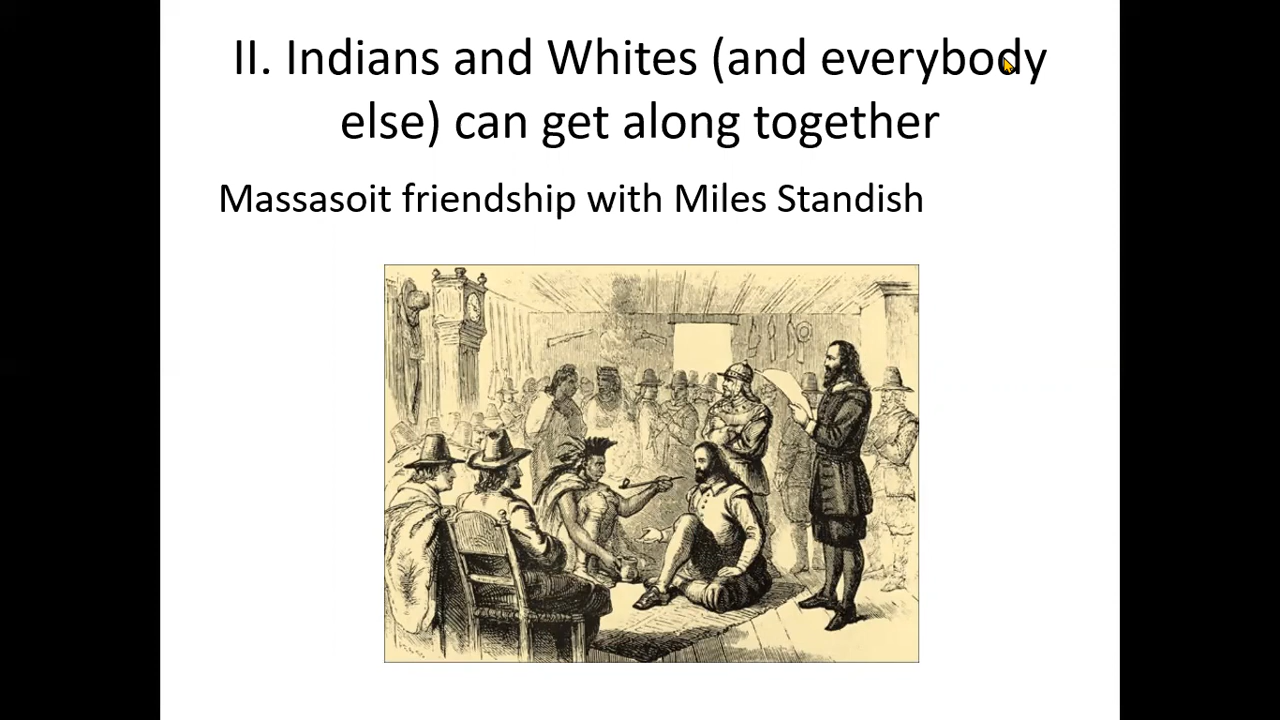 II. Indians and Whites (and everybody
else) can get along together
Massasoit friendship with Miles Standish